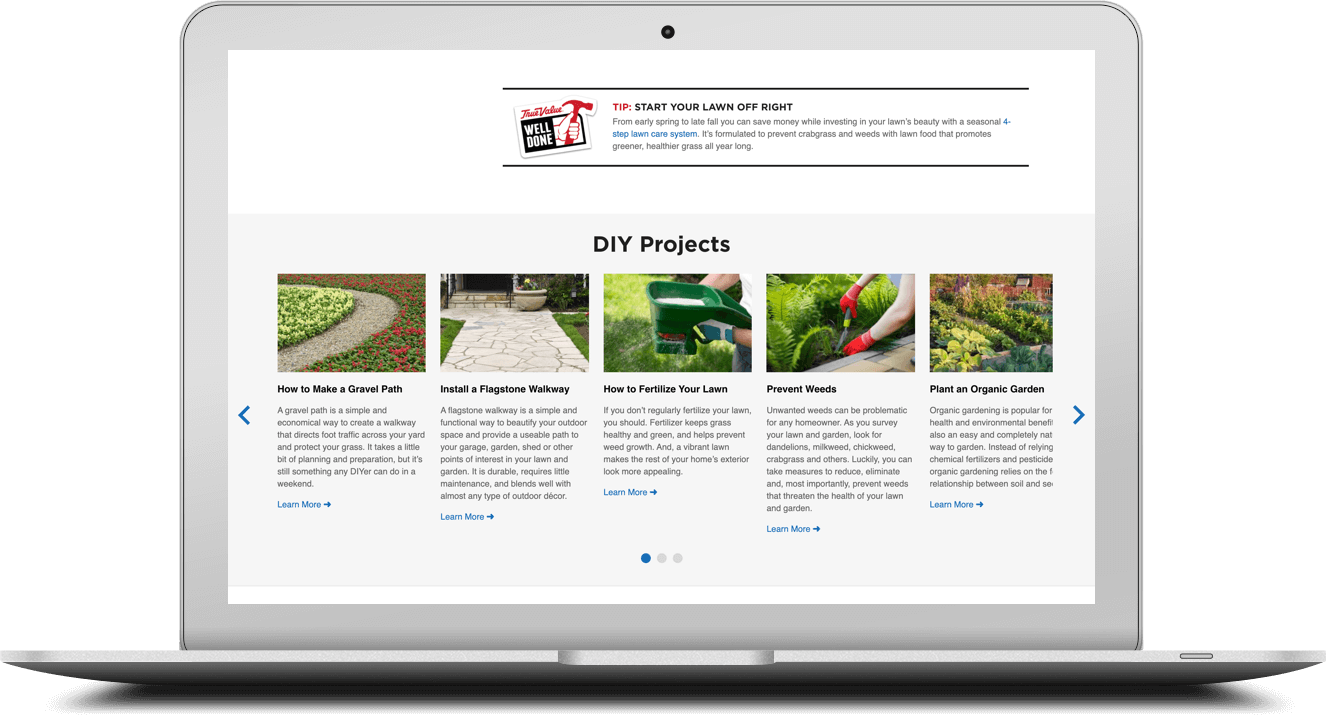 True Value
WELL
DONE
TIP: START YOUR LAWN OFF RIGHT
From early spring to late fall you can save money while investing in your lawn's beauty with a seasonal 4-
step lawn care system. It's formulated to prevent crabgrass and weeds with lawn food that promotes
greener, healthier grass all year long.
DIY Projects
How to Make a Gravel Path
A gravel path is a simple and
economical way to create a walkway
that directs foot traffic across your yard
and protect your grass. It takes a little
bit of planning and preparation, but it's
still something any DIYer can do in a
weekend.
Learn More ➜
Install a Flagstone Walkway
A flagstone walkway is a simple and
functional way to beautify your outdoor
space and provide a useable path to
your garage, garden, shed or other
points of interest in your lawn and
garden. It is durable, requires little
maintenance, and blends well with
almost any type of outdoor décor.
Learn More ➜
How to Fertilize Your Lawn
If you don't regularly fertilize your lawn,
you should. Fertilizer keeps grass
healthy and green, and helps prevent
weed growth. And, a vibrant lawn
makes the rest of your home's exterior
look more appealing.
Learn More ➜
Prevent Weeds
Unwanted weeds can be problematic
for any homeowner. As you survey
your lawn and garden, look for
dandelions, milkweed, chickweed,
crabgrass and others. Luckily, you can
take measures to reduce, eliminate
and, most importantly, prevent weeds
that threaten the health of your lawn
and garden.
Learn More ➜
Plant an Organic Garden
Organic gardening is popular for
health and environmental benefit
also an easy and completely nat
way to garden. Instead of relying
chemical fertilizers and pesticide
organic gardening relies on the
relationship between soil and
Learn More ➜